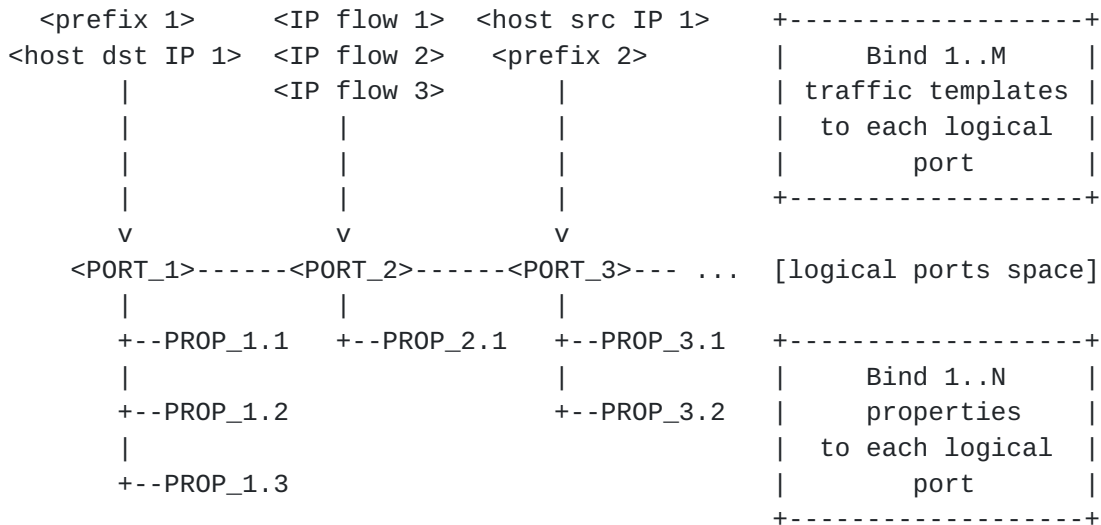 <prefix 1>     <IP flow 1>  <host src IP 1>    +-------------------+
<host dst IP 1>  <IP flow 2>   <prefix 2>        |     Bind 1..M     |
       |         <IP flow 3>       |             | traffic templates |
       |             |             |             |  to each logical  |
       |             |             |             |       port        |
       |             |             |             +-------------------+
       v             v             v
    <PORT_1>------<PORT_2>------<PORT_3>--- ...  [logical ports space]
       |             |             |
       +--PROP_1.1   +--PROP_2.1   +--PROP_3.1   +-------------------+
       |                           |             |     Bind 1..N     |
       +--PROP_1.2                 +--PROP_3.2   |    properties     |
       |                                         |  to each logical  |
       +--PROP_1.3                               |       port        |
                                                 +-------------------+